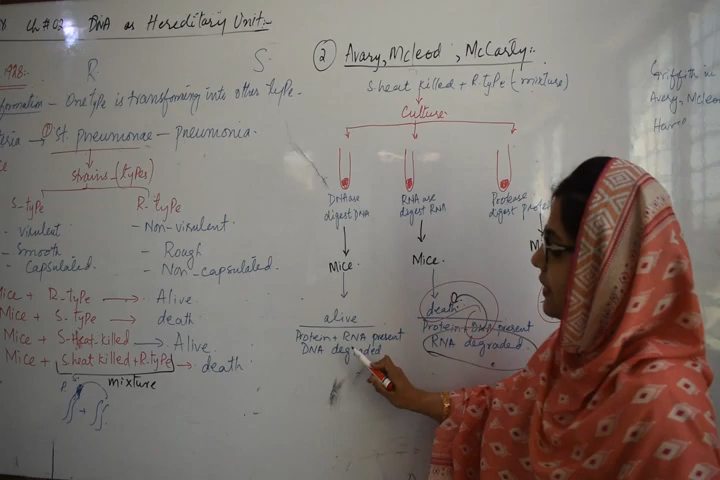 Ch # 02 DNA as Hereditary Unit:-
R S
formation - One type is transforming into other type.
St. pneumonae - pneumonia.
Strains (types)
S-type R-type
virulent - Non-virulent
- Smooth - Rough
- Capsulated. - Non-capsulated.
Mice + R-type → Alive.
Mice + S-type → death
Mice + S-Heat killed → Alive
Mice + S.heat killed + R.type → death
mixture
R S
+
② Avary, Mcleod, McCarty:-
S.heat killed + R.type (mixture)
Culture.
DNAase RNAase Protease
digest DNA digest RNA digest protein
Mice. Mice.
alive death
Protein + RNA present Protein + DNA present
DNA degraded RNA degraded.
Griffith in
Avary, Mcleod